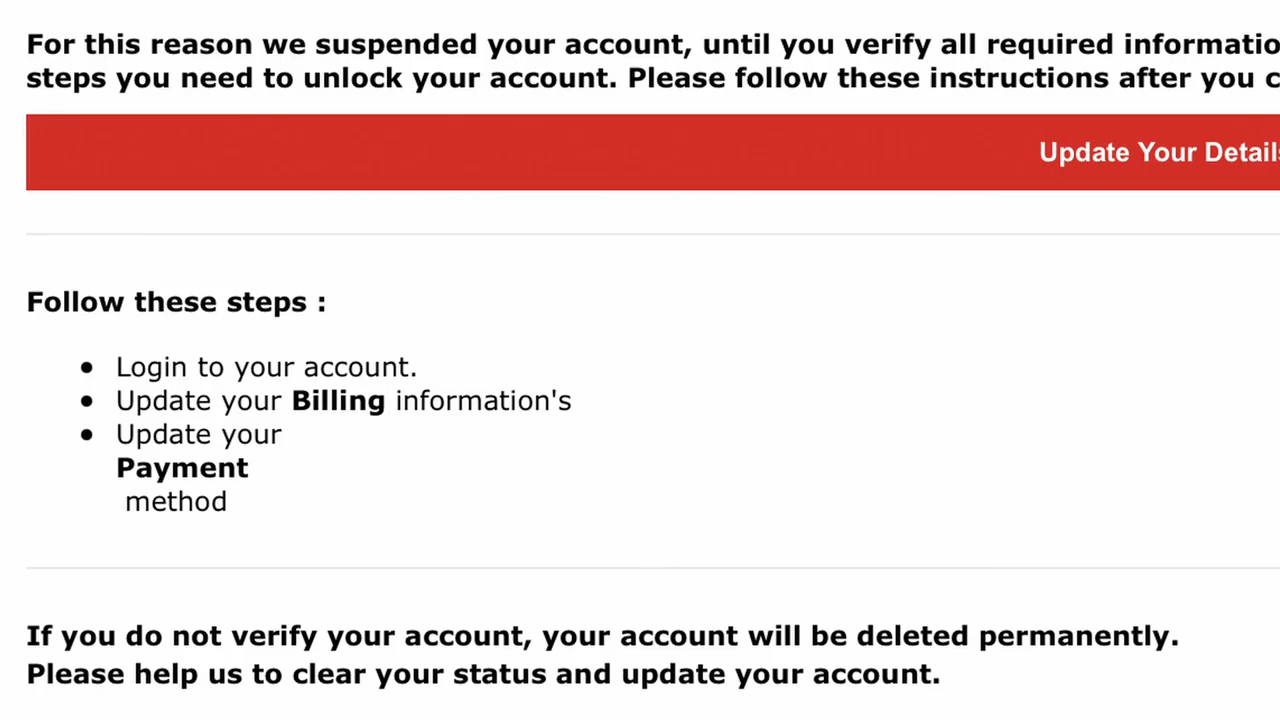 For this reason we suspended your account, until you verify all required
steps you need to unlock your account. Please follow these instructions after you
Update Your
Follow these steps :
• Login to your account.
• Update your Billing information's
• Update your
Payment
method
If you do not verify your account, your account will be deleted permanently.
Please help us to clear your status and update your account.